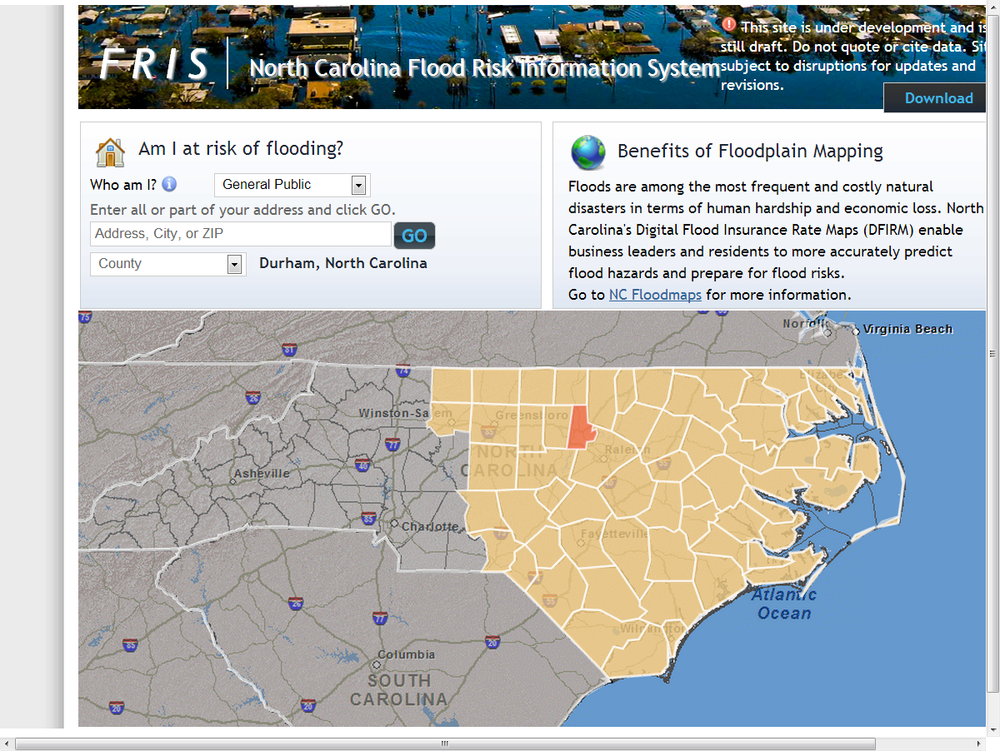 FRIS
North Carolina Flood Risk Information System
This site is under development and is
still draft. Do not quote or cite data. Sit
subject to disruptions for updates and
revisions.
Download
Am I at risk of flooding?
Who am I?
General Public
Enter all or part of your address and click GO.
Address, City, or ZIP
GO
County
Durham, North Carolina
Benefits of Floodplain Mapping
Floods are among the most frequent and costly natural
disasters in terms of human hardship and economic loss. North
Carolina's Digital Flood Insurance Rate Maps (DFIRM) enable
business leaders and residents to more accurately predict
flood hazards and prepare for flood risks.
Go to NC Floodmaps for more information.
75
Norfolk
Virginia Beach
81
74
Elizabeth
City
26
Winston-Salem
Greensboro
85
77
NORTH
CAROLINA
Raleigh
95
40
Asheville
40
85
Charlotte
73
Fayetteville
74
95
26
77
Atlantic
Ocean
Wilmington
85
20
Columbia
SOUTH
CAROLINA
20
20